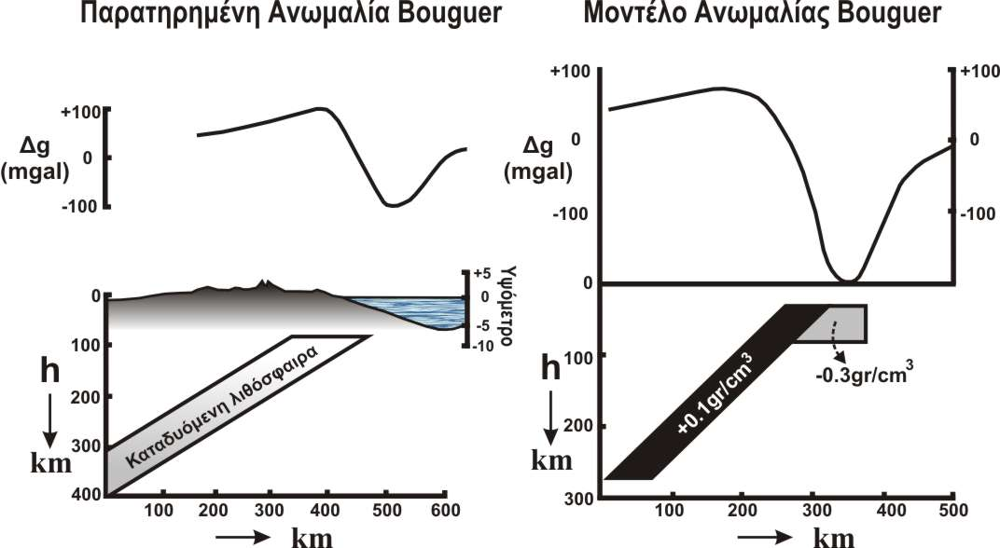 Παρατηρημένη Ανωμαλία Bouguer
+100
Δg
0
(mgal)
-100
+5
0
0
-5
-10
Υψόμετρο
100
h
200
300
km
400
Καταδυόμενη λιθόσφαιρα
100 200 300 400 500 600
km
Μοντέλο Ανωμαλίας Bouguer
+100
+100
Δg
0
0
(mgal)
-100
-100
0
100
h
200
km
300
+0.1gr/cm³
-0.3gr/cm³
100 200 300 400 500
km